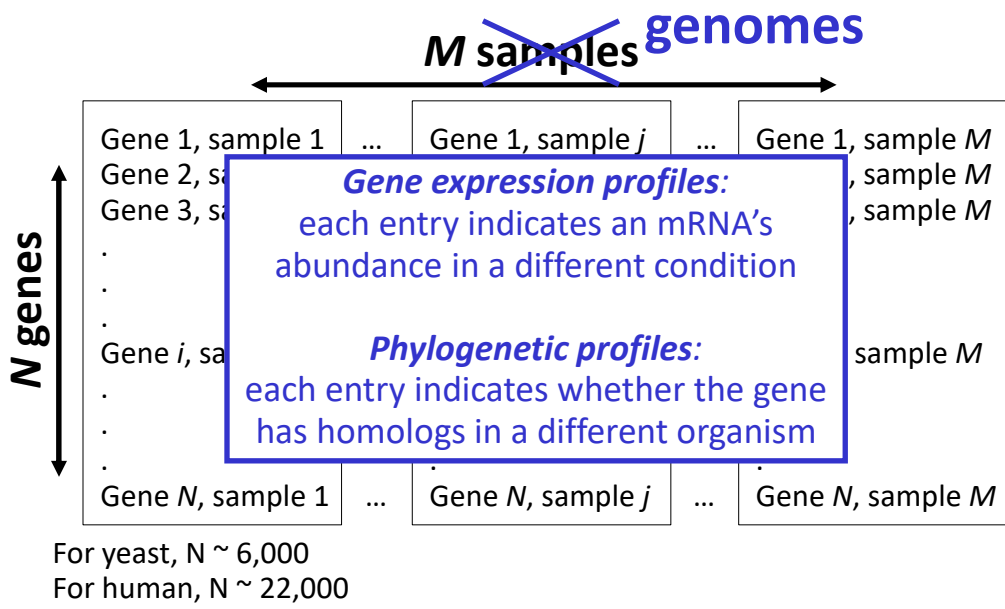 M samples genomes
Gene 1, sample 1 ... Gene 1, sample j ... Gene 1, sample M
Gene 2, sa , sample M
Gene 3, sa , sample M
Gene expression profiles:
each entry indicates an mRNA's
abundance in a different condition
N genes
.
.
.
Gene i, sa sample M
Phylogenetic profiles:
each entry indicates whether the gene
has homologs in a different organism
.
.
. . .
Gene N, sample 1 ... Gene N, sample j ... Gene N, sample M
For yeast, N ~ 6,000
For human, N ~ 22,000